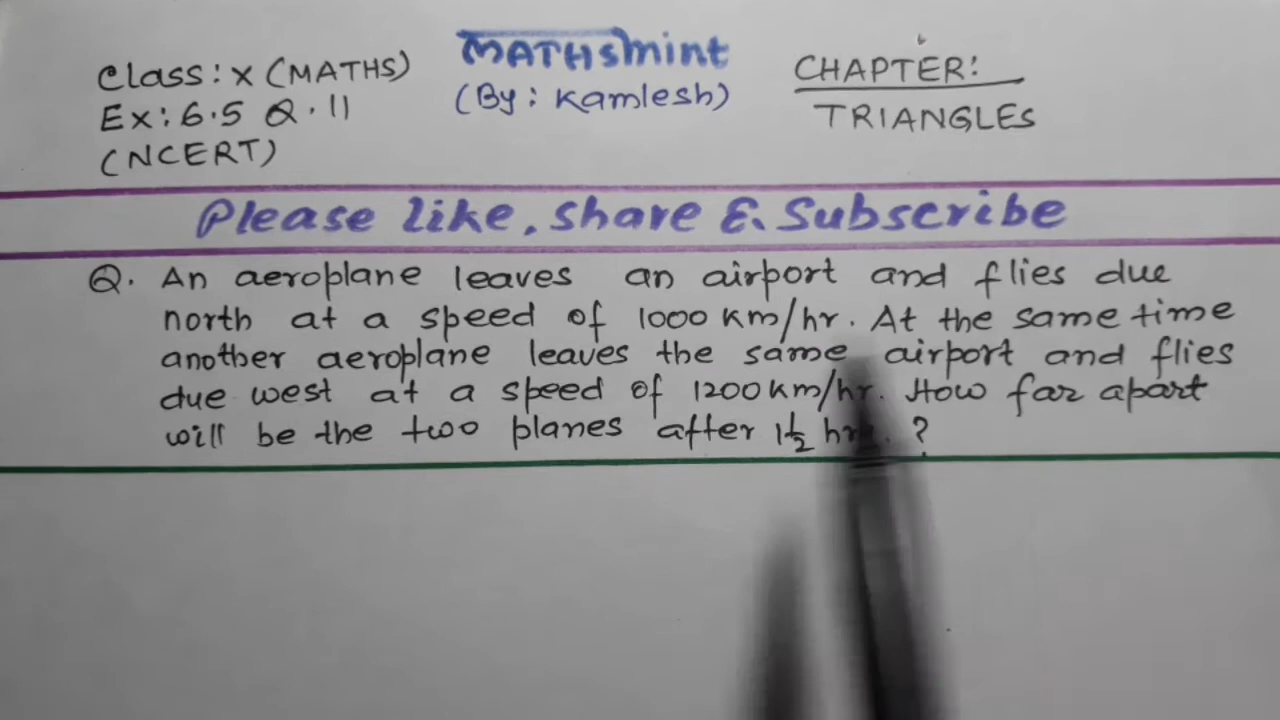 Class: X (MATHS)
Ex: 6.5 Q. 11
(NCERT)
MATHSMint
(By: Kamlesh)
CHAPTER:
TRIANGLES
Please like, share & Subscribe
Q. An aeroplane leaves an airport and flies due
north at a speed of 1000 km/hr. At the same time
another aeroplane leaves the same airport and flies
due west at a speed of 1200 km/hr. How far apart
will be the two planes after 1½ ?